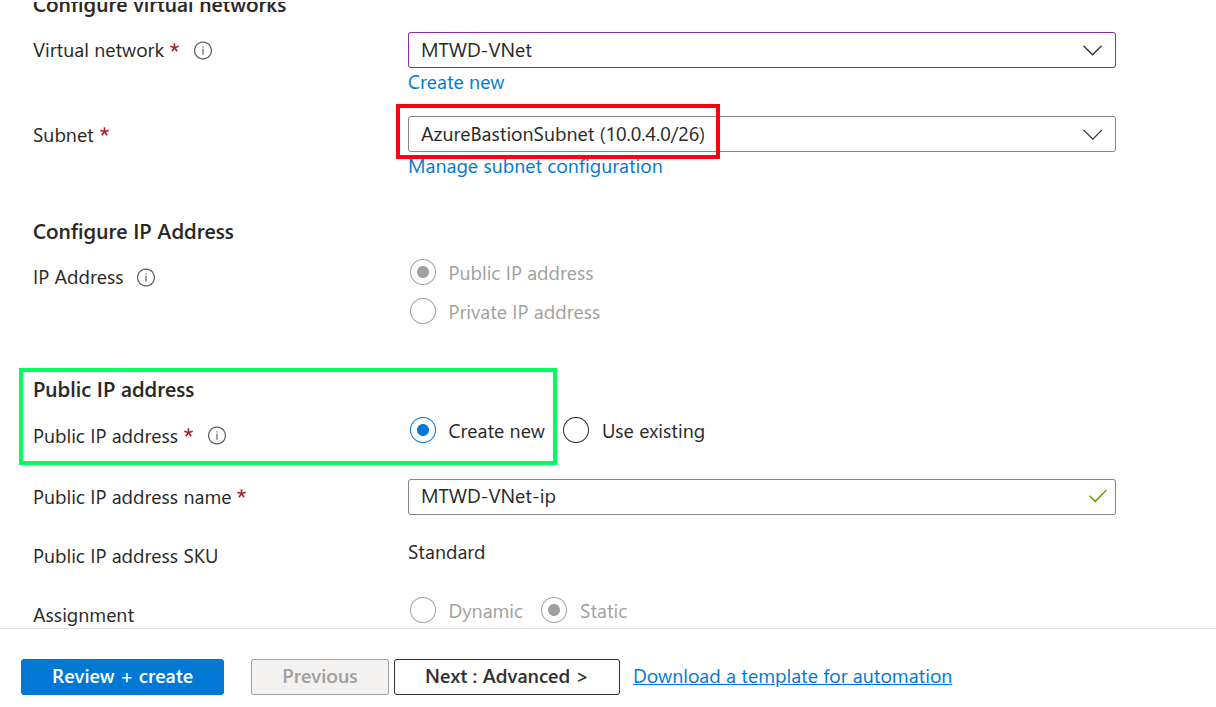 Configure virtual networks
Virtual network *
MTWD-VNet
Create new
Subnet *
AzureBastionSubnet (10.0.4.0/26)
Manage subnet configuration
Configure IP Address
IP Address
Public IP address
Private IP address
Public IP address
Public IP address *
Create new
Use existing
Public IP address name *
MTWD-VNet-ip
Public IP address SKU
Standard
Assignment
Dynamic
Static
Review + create
Previous
Next : Advanced >
Download a template for automation